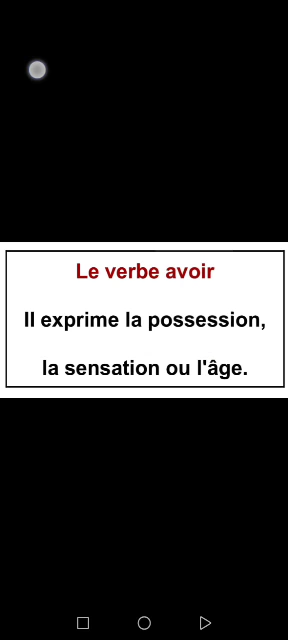 Le verbe avoir
Il exprime la possession,
la sensation ou l'âge.